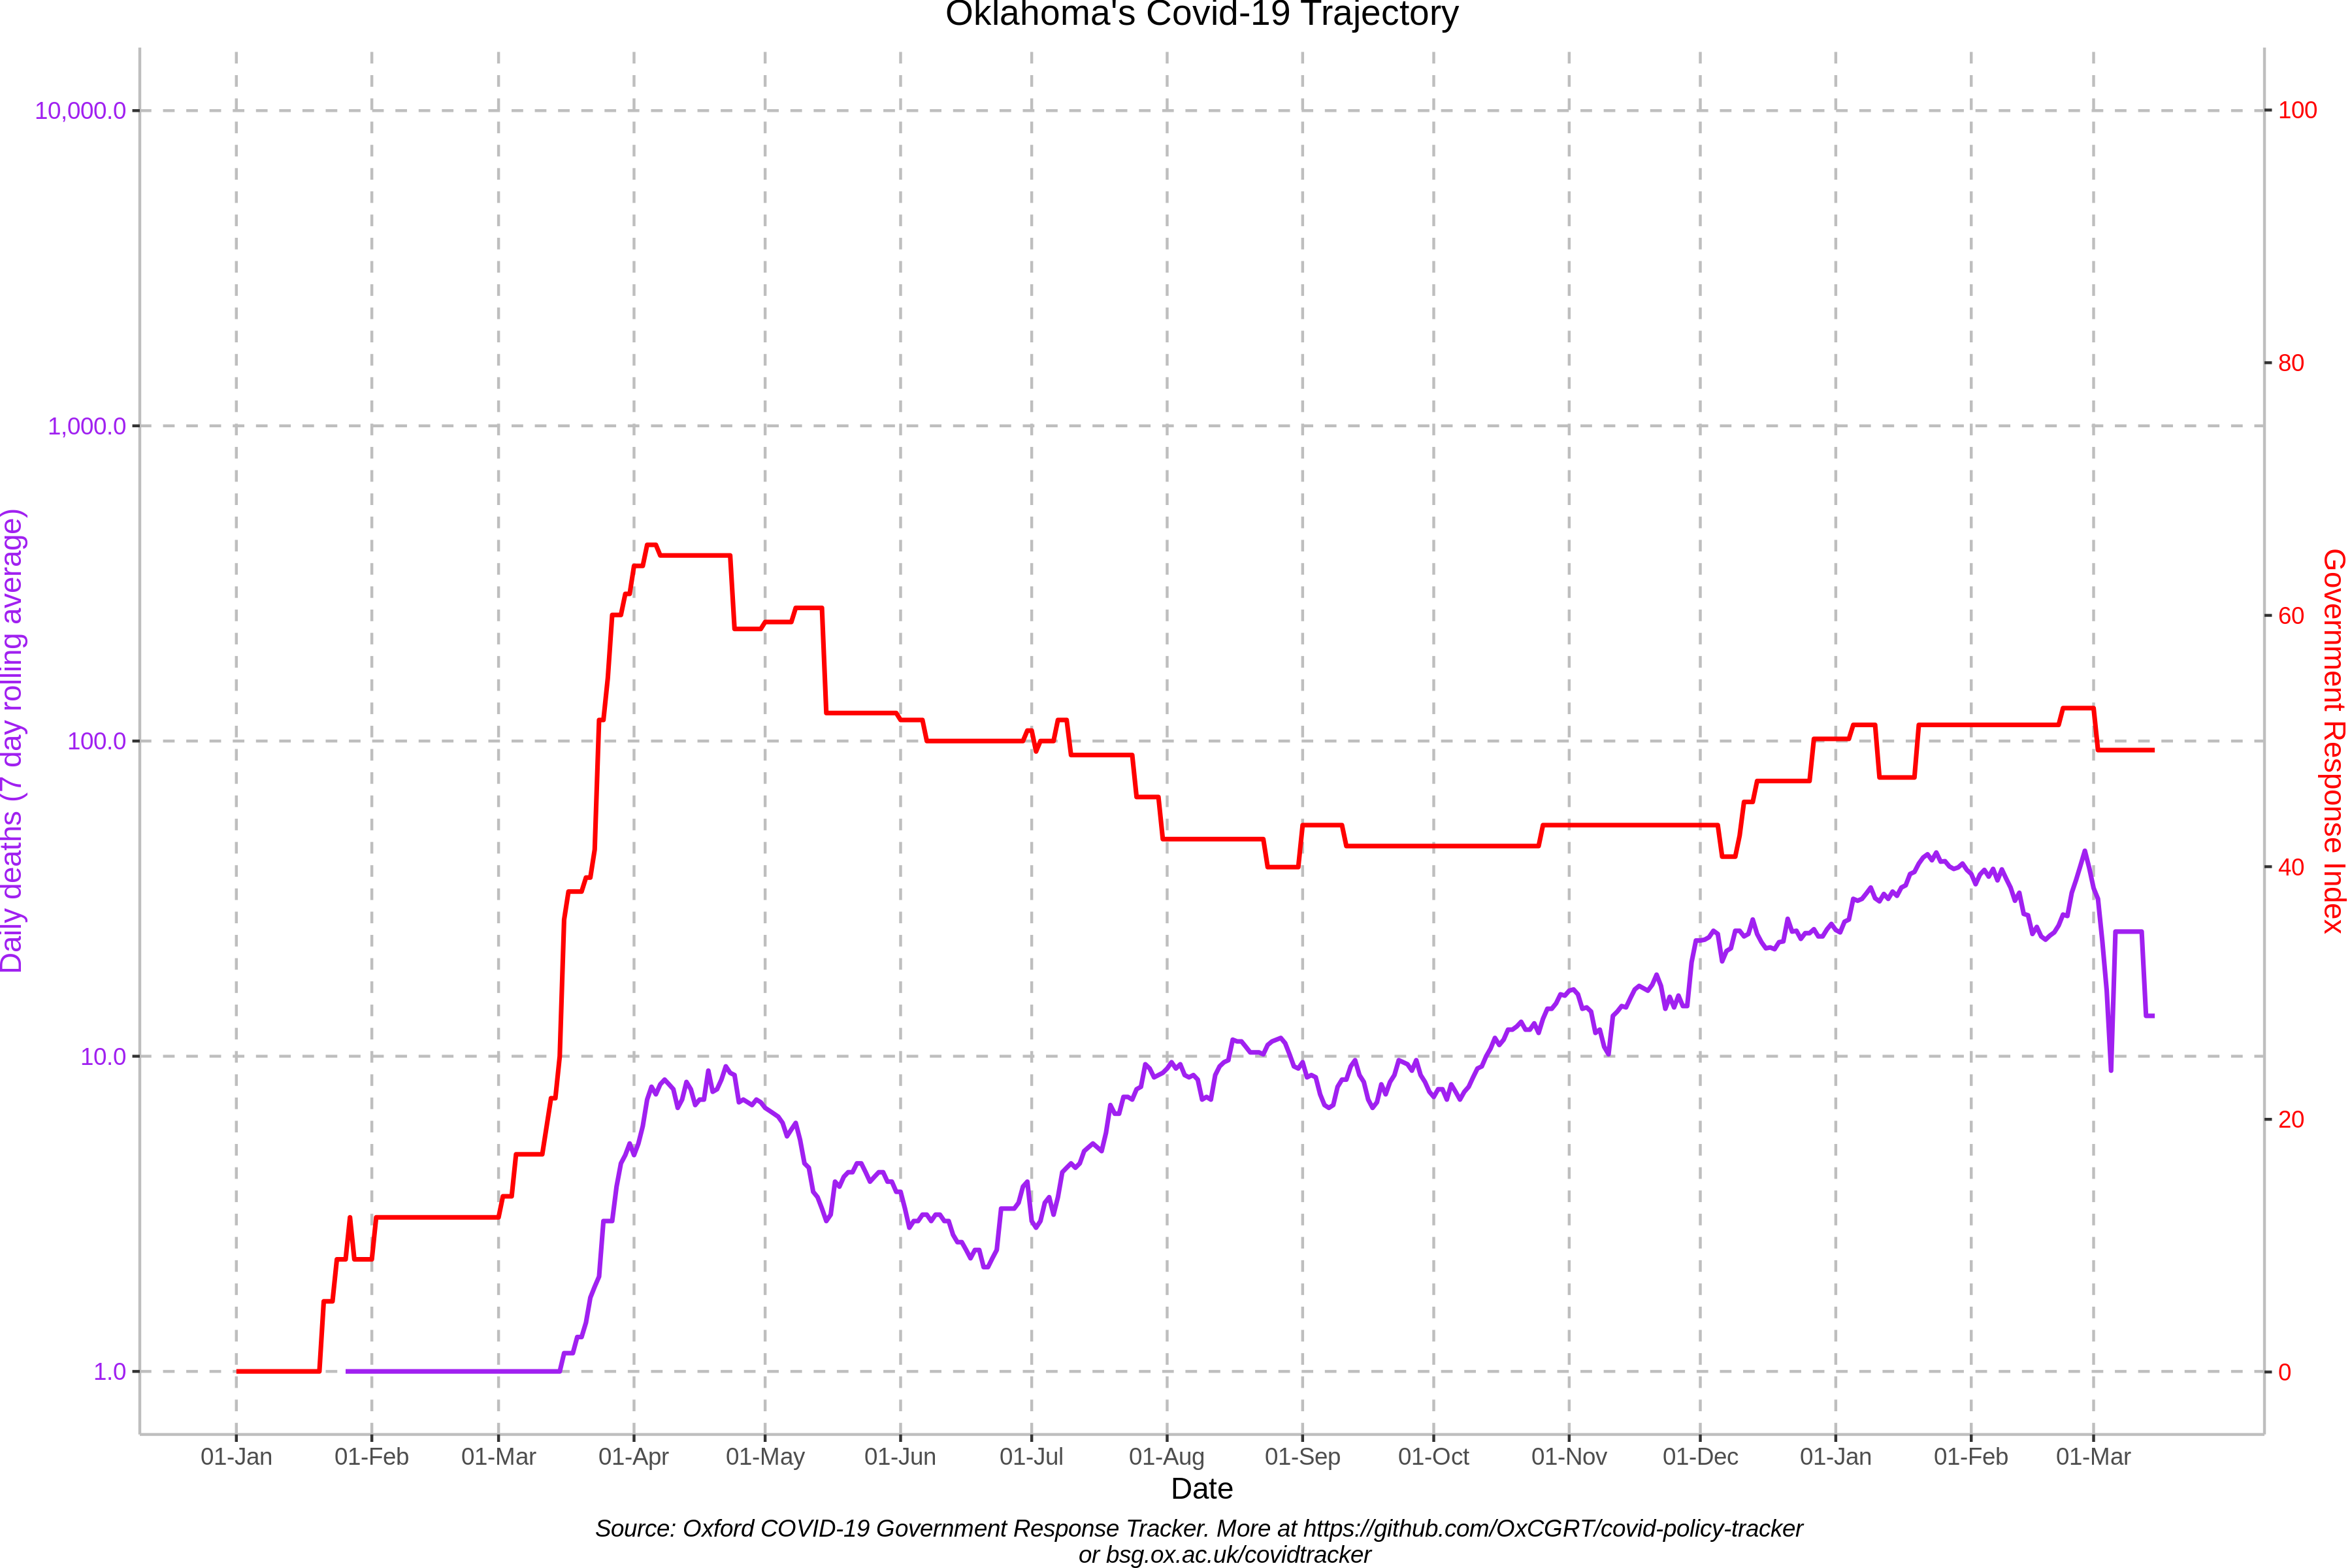 Oklahoma's Covid-19 Trajectory
10,000.0
1,000.0
100.0
10.0
1.0
Daily deaths (7 day rolling average)
100
80
60
40
20
0
Government Response Index
01-Jan 01-Feb 01-Mar 01-Apr 01-May 01-Jun 01-Jul 01-Aug 01-Sep 01-Oct 01-Nov 01-Dec 01-Jan 01-Feb 01-Mar
Date
Source: Oxford COVID-19 Government Response Tracker. More at https://github.com/OxCGRT/covid-policy-tracker
or bsg.ox.ac.uk/covidtracker